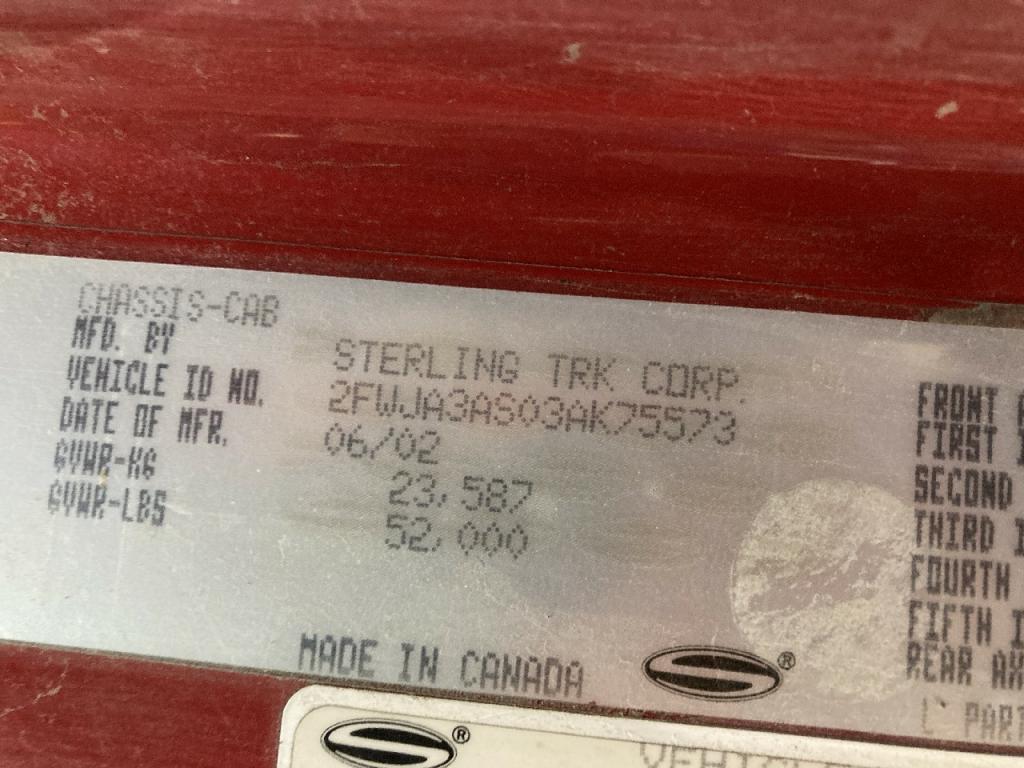 CHASSIS-CAB
MFD. BY STERLING TRK CORP.
VEHICLE ID NO. 2FWJA3AS03AK75573
DATE OF MFR. 06/02
GVWR-KG 23,587
GVWR-LBS 52,000
MADE IN CANADA ®
FRONT
FIRST
SECOND
THIRD
FOURTH
FIFTH
REAR
PART
®